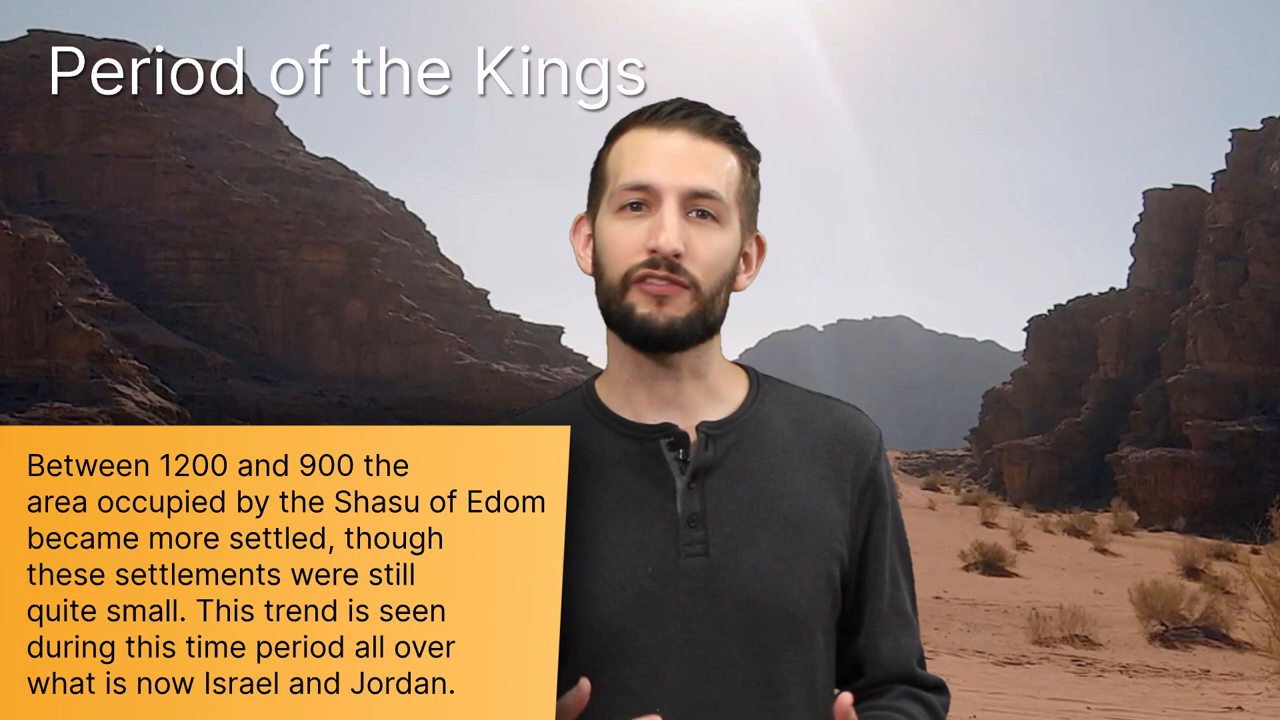 Period of the Kings
Between 1200 and 900 the
area occupied by the Shasu of Edom
became more settled, though
these settlements were still
quite small. This trend is seen
during this time period all over
what is now Israel and Jordan.